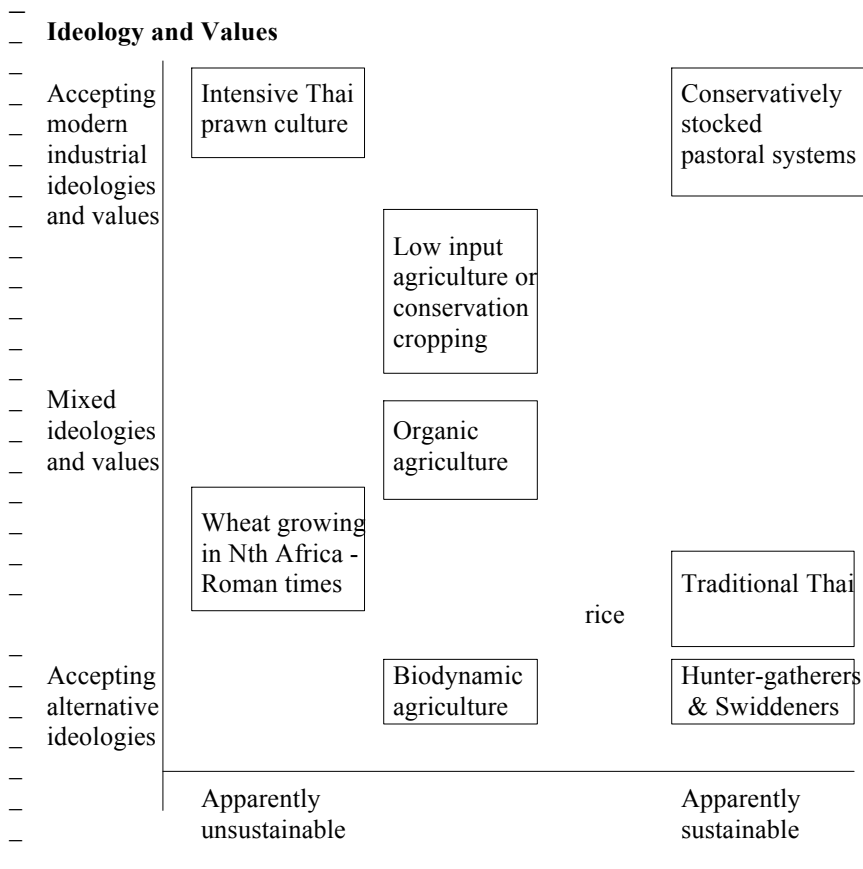 Ideology and Values
Accepting
modern
industrial
ideologies
and values
Intensive Thai
prawn culture
Conservatively
stocked
pastoral systems
Low input
agriculture or
conservation
cropping
Mixed
ideologies
and values
Organic
agriculture
Wheat growing
in Nth Africa -
Roman times
Traditional Thai
rice
Accepting
alternative
ideologies
Biodynamic
agriculture
Hunter-gatherers
& Swiddeners
Apparently
unsustainable
Apparently
sustainable